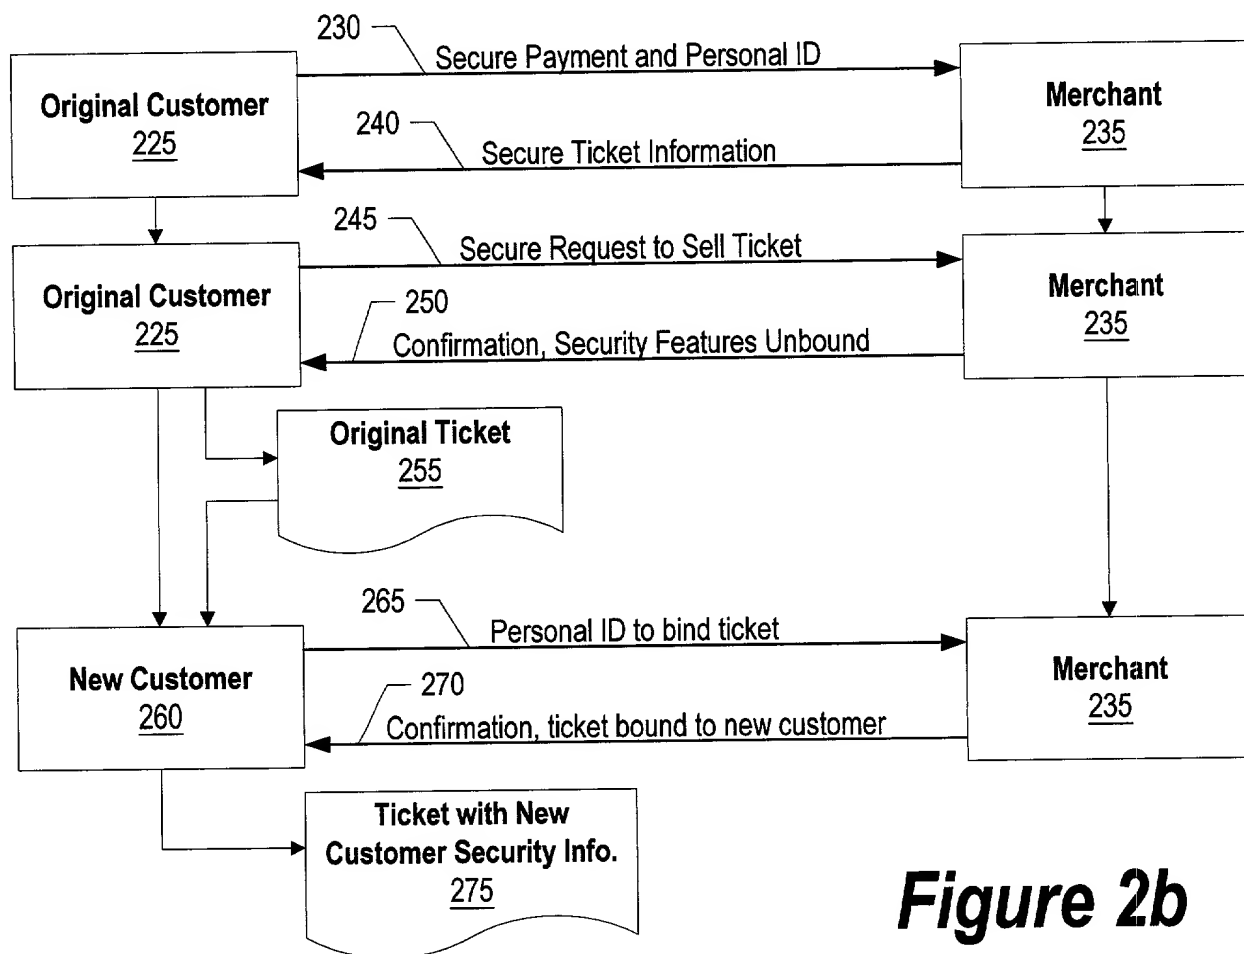 230
Secure Payment and Personal ID
Original Customer
225
Merchant
235
240
Secure Ticket Information
245
Secure Request to Sell Ticket
Original Customer
225
Merchant
235
250
Confirmation, Security Features Unbound
Original Ticket
255
265
Personal ID to bind ticket
New Customer
260
Merchant
235
270
Confirmation, ticket bound to new customer
Ticket with New
Customer Security Info.
275
Figure 2b